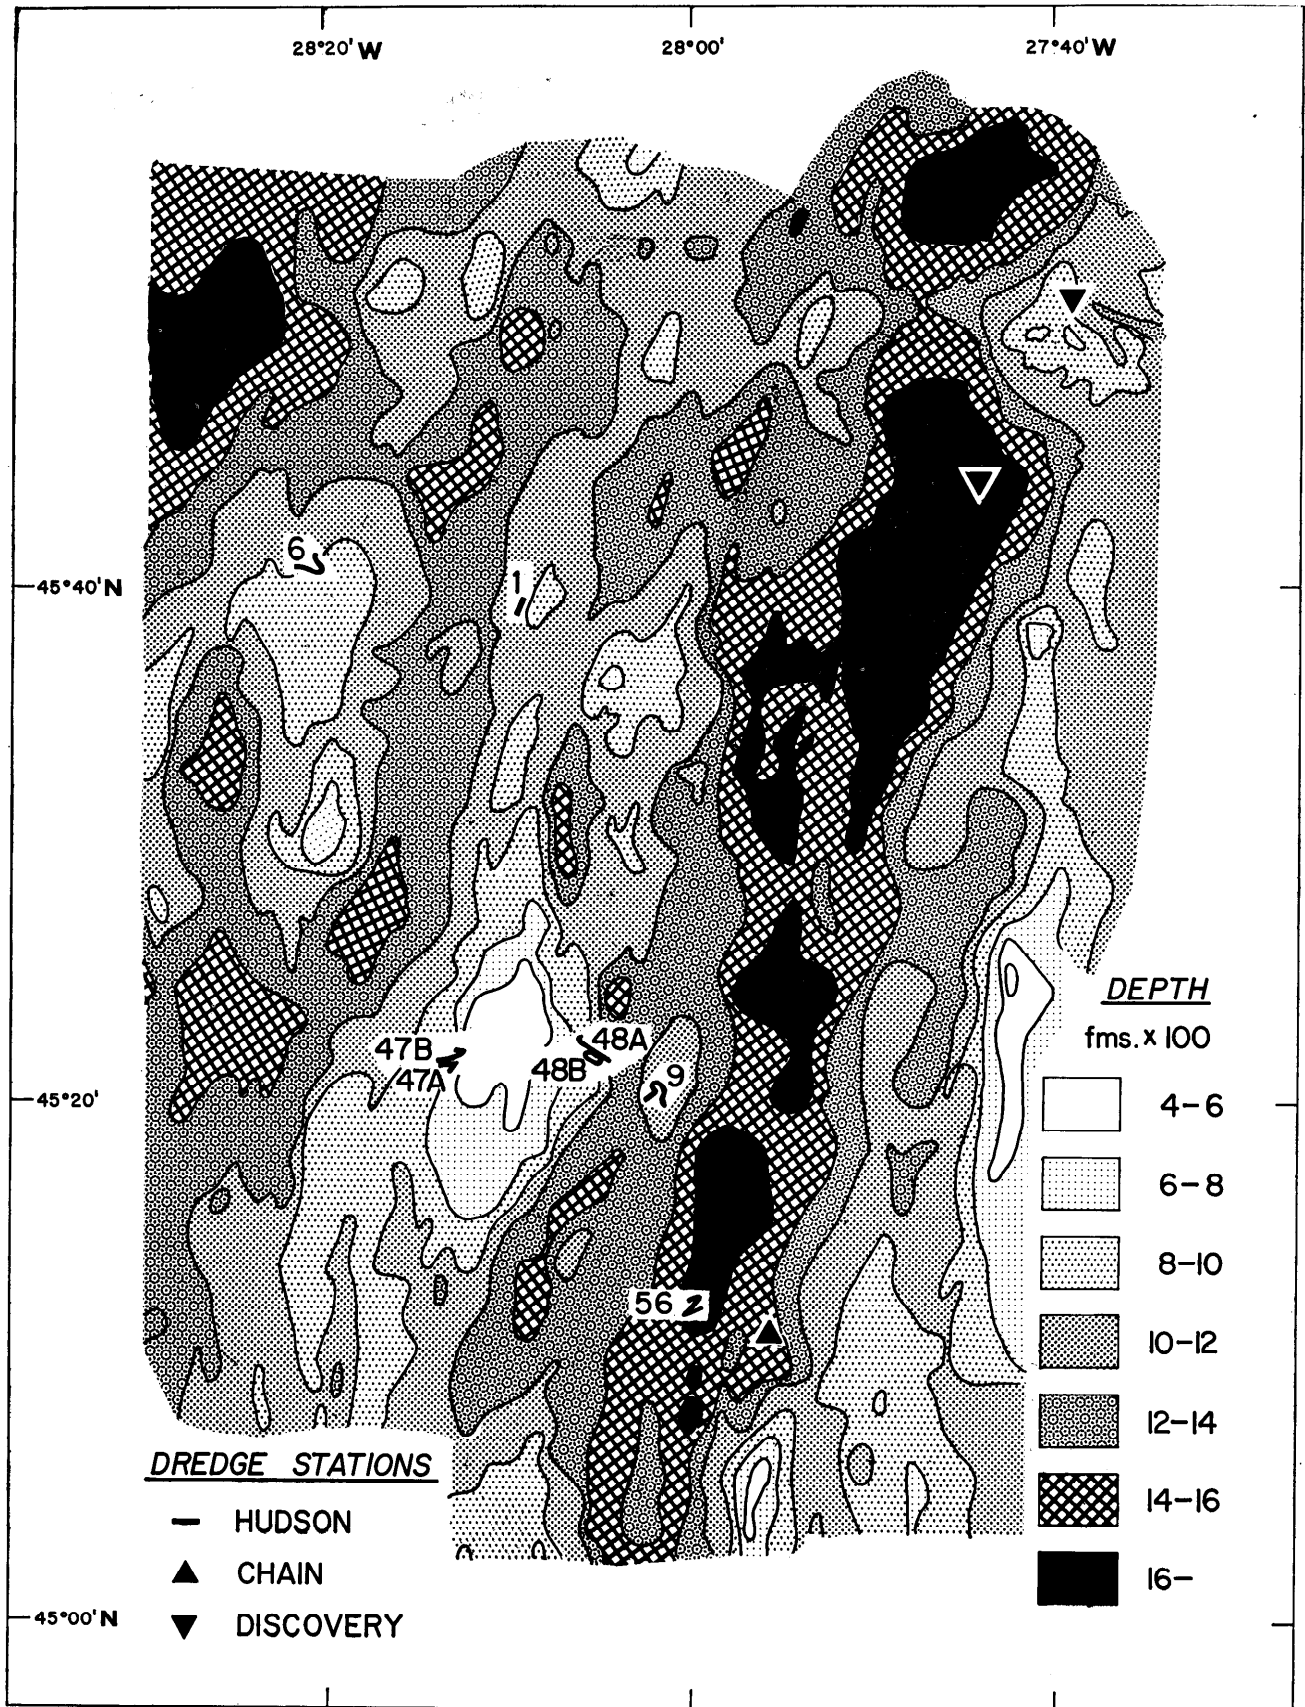 28°20' W
28°00'
27°40' W
6
1
45°40' N
DEPTH
fms. x 100
47B
48A
47A
48B
9
45°20'
4-6
6-8
8-10
56
10-12
12-14
DREDGE STATIONS
14-16
HUDSON
CHAIN
16-
DISCOVERY
45°00' N